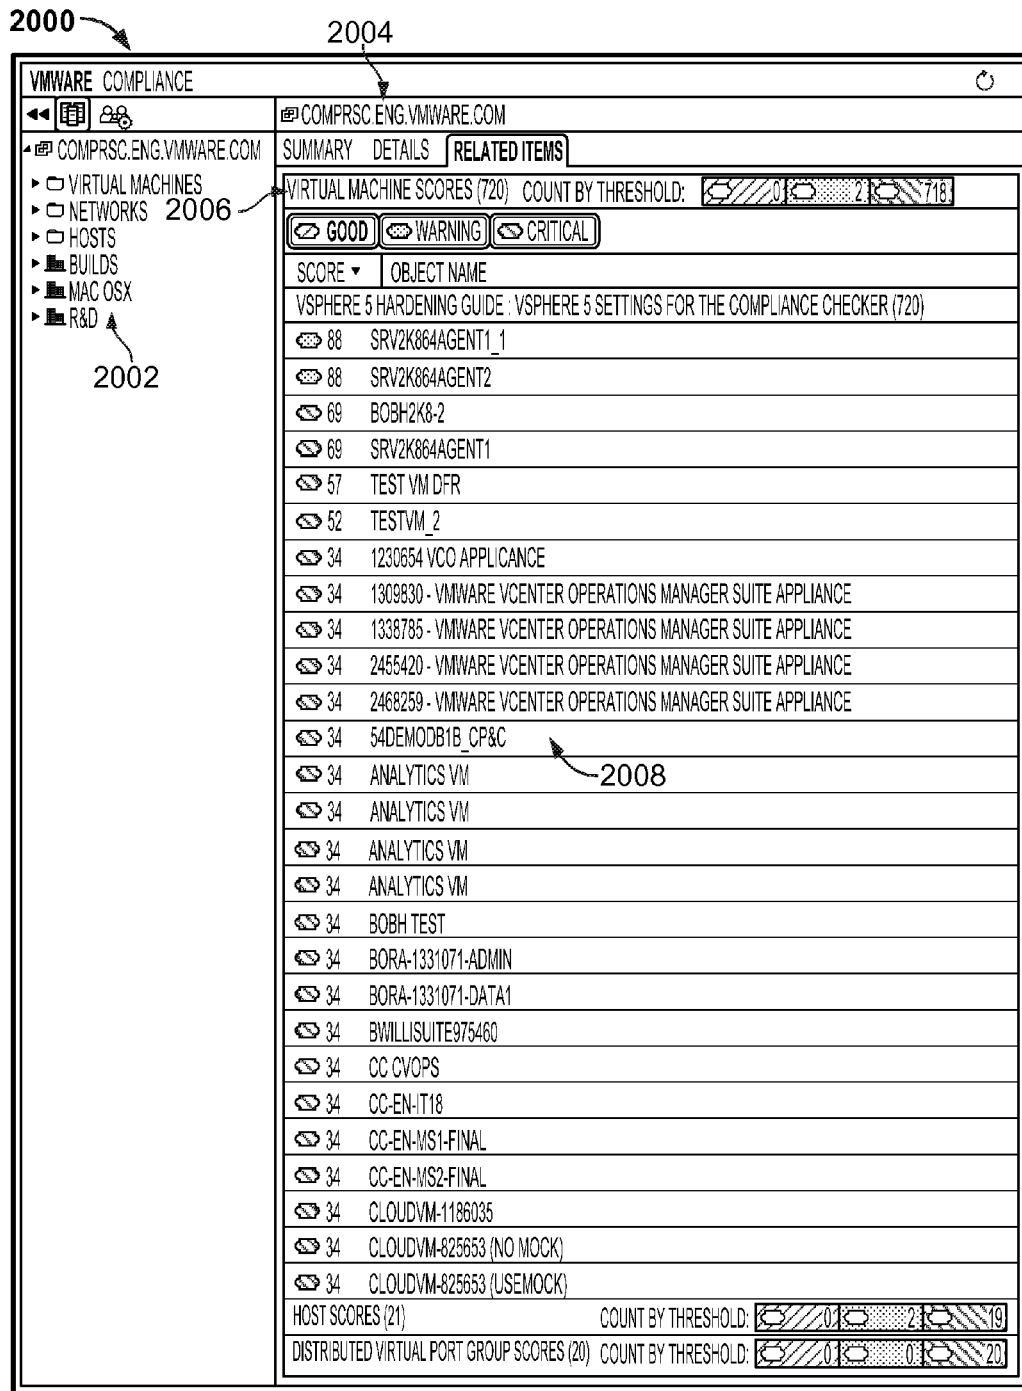 2000
2004
VMWARE COMPLIANCE
COMPRSC.ENG.VMWARE.COM
COMPRSC.ENG.VMWARE.COM
VIRTUAL MACHINES
NETWORKS
HOSTS
BUILDS
MAC OSX
R&D
2002
2006
SUMMARY DETAILS RELATED ITEMS
VIRTUAL MACHINE SCORES (720) COUNT BY THRESHOLD: 0 2 718
GOOD WARNING CRITICAL
SCORE OBJECT NAME
VSPHERE 5 HARDENING GUIDE : VSPHERE 5 SETTINGS FOR THE COMPLIANCE CHECKER (720)
88 SRV2K864AGENT1_1
88 SRV2K864AGENT2
69 BOBH2K8-2
69 SRV2K864AGENT1
57 TEST VM DFR
52 TESTVM_2
34 1230654 VCO APPLICANCE
34 1309830 - VMWARE VCENTER OPERATIONS MANAGER SUITE APPLIANCE
34 1338785 - VMWARE VCENTER OPERATIONS MANAGER SUITE APPLIANCE
34 2455420 - VMWARE VCENTER OPERATIONS MANAGER SUITE APPLIANCE
34 2468259 - VMWARE VCENTER OPERATIONS MANAGER SUITE APPLIANCE
34 54DEMODB1B_CP&C
2008
34 ANALYTICS VM
34 ANALYTICS VM
34 ANALYTICS VM
34 ANALYTICS VM
34 BOBH TEST
34 BORA-1331071-ADMIN
34 BORA-1331071-DATA1
34 BWILLISUITE975460
34 CC CVOPS
34 CC-EN-IT18
34 CC-EN-MS1-FINAL
34 CC-EN-MS2-FINAL
34 CLOUDVM-1186035
34 CLOUDVM-825653 (NO MOCK)
34 CLOUDVM-825653 (USEMOCK)
HOST SCORES (21) COUNT BY THRESHOLD: 0 2 19
DISTRIBUTED VIRTUAL PORT GROUP SCORES (20) COUNT BY THRESHOLD: 0 0 20